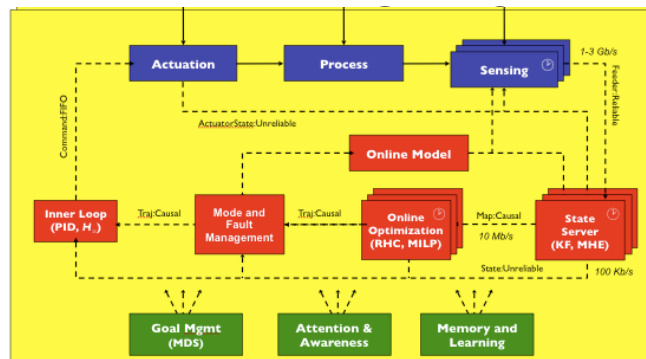 Actuation
Process
Sensing
1-3 Gb/s
Command:FIFO
Feeder:Reliable
ActuatorState:Unreliable
Online Model
Inner Loop
(PID, H∞)
Traj:Causal
Mode and
Fault
Management
Traj:Causal
Online
Optimization
(RHC, MILP)
Map:Causal
10 Mb/s
State
Server
(KF, MHE)
State:Unreliable
100 Kb/s
Goal Mgmt
(MDS)
Attention &
Awareness
Memory and
Learning